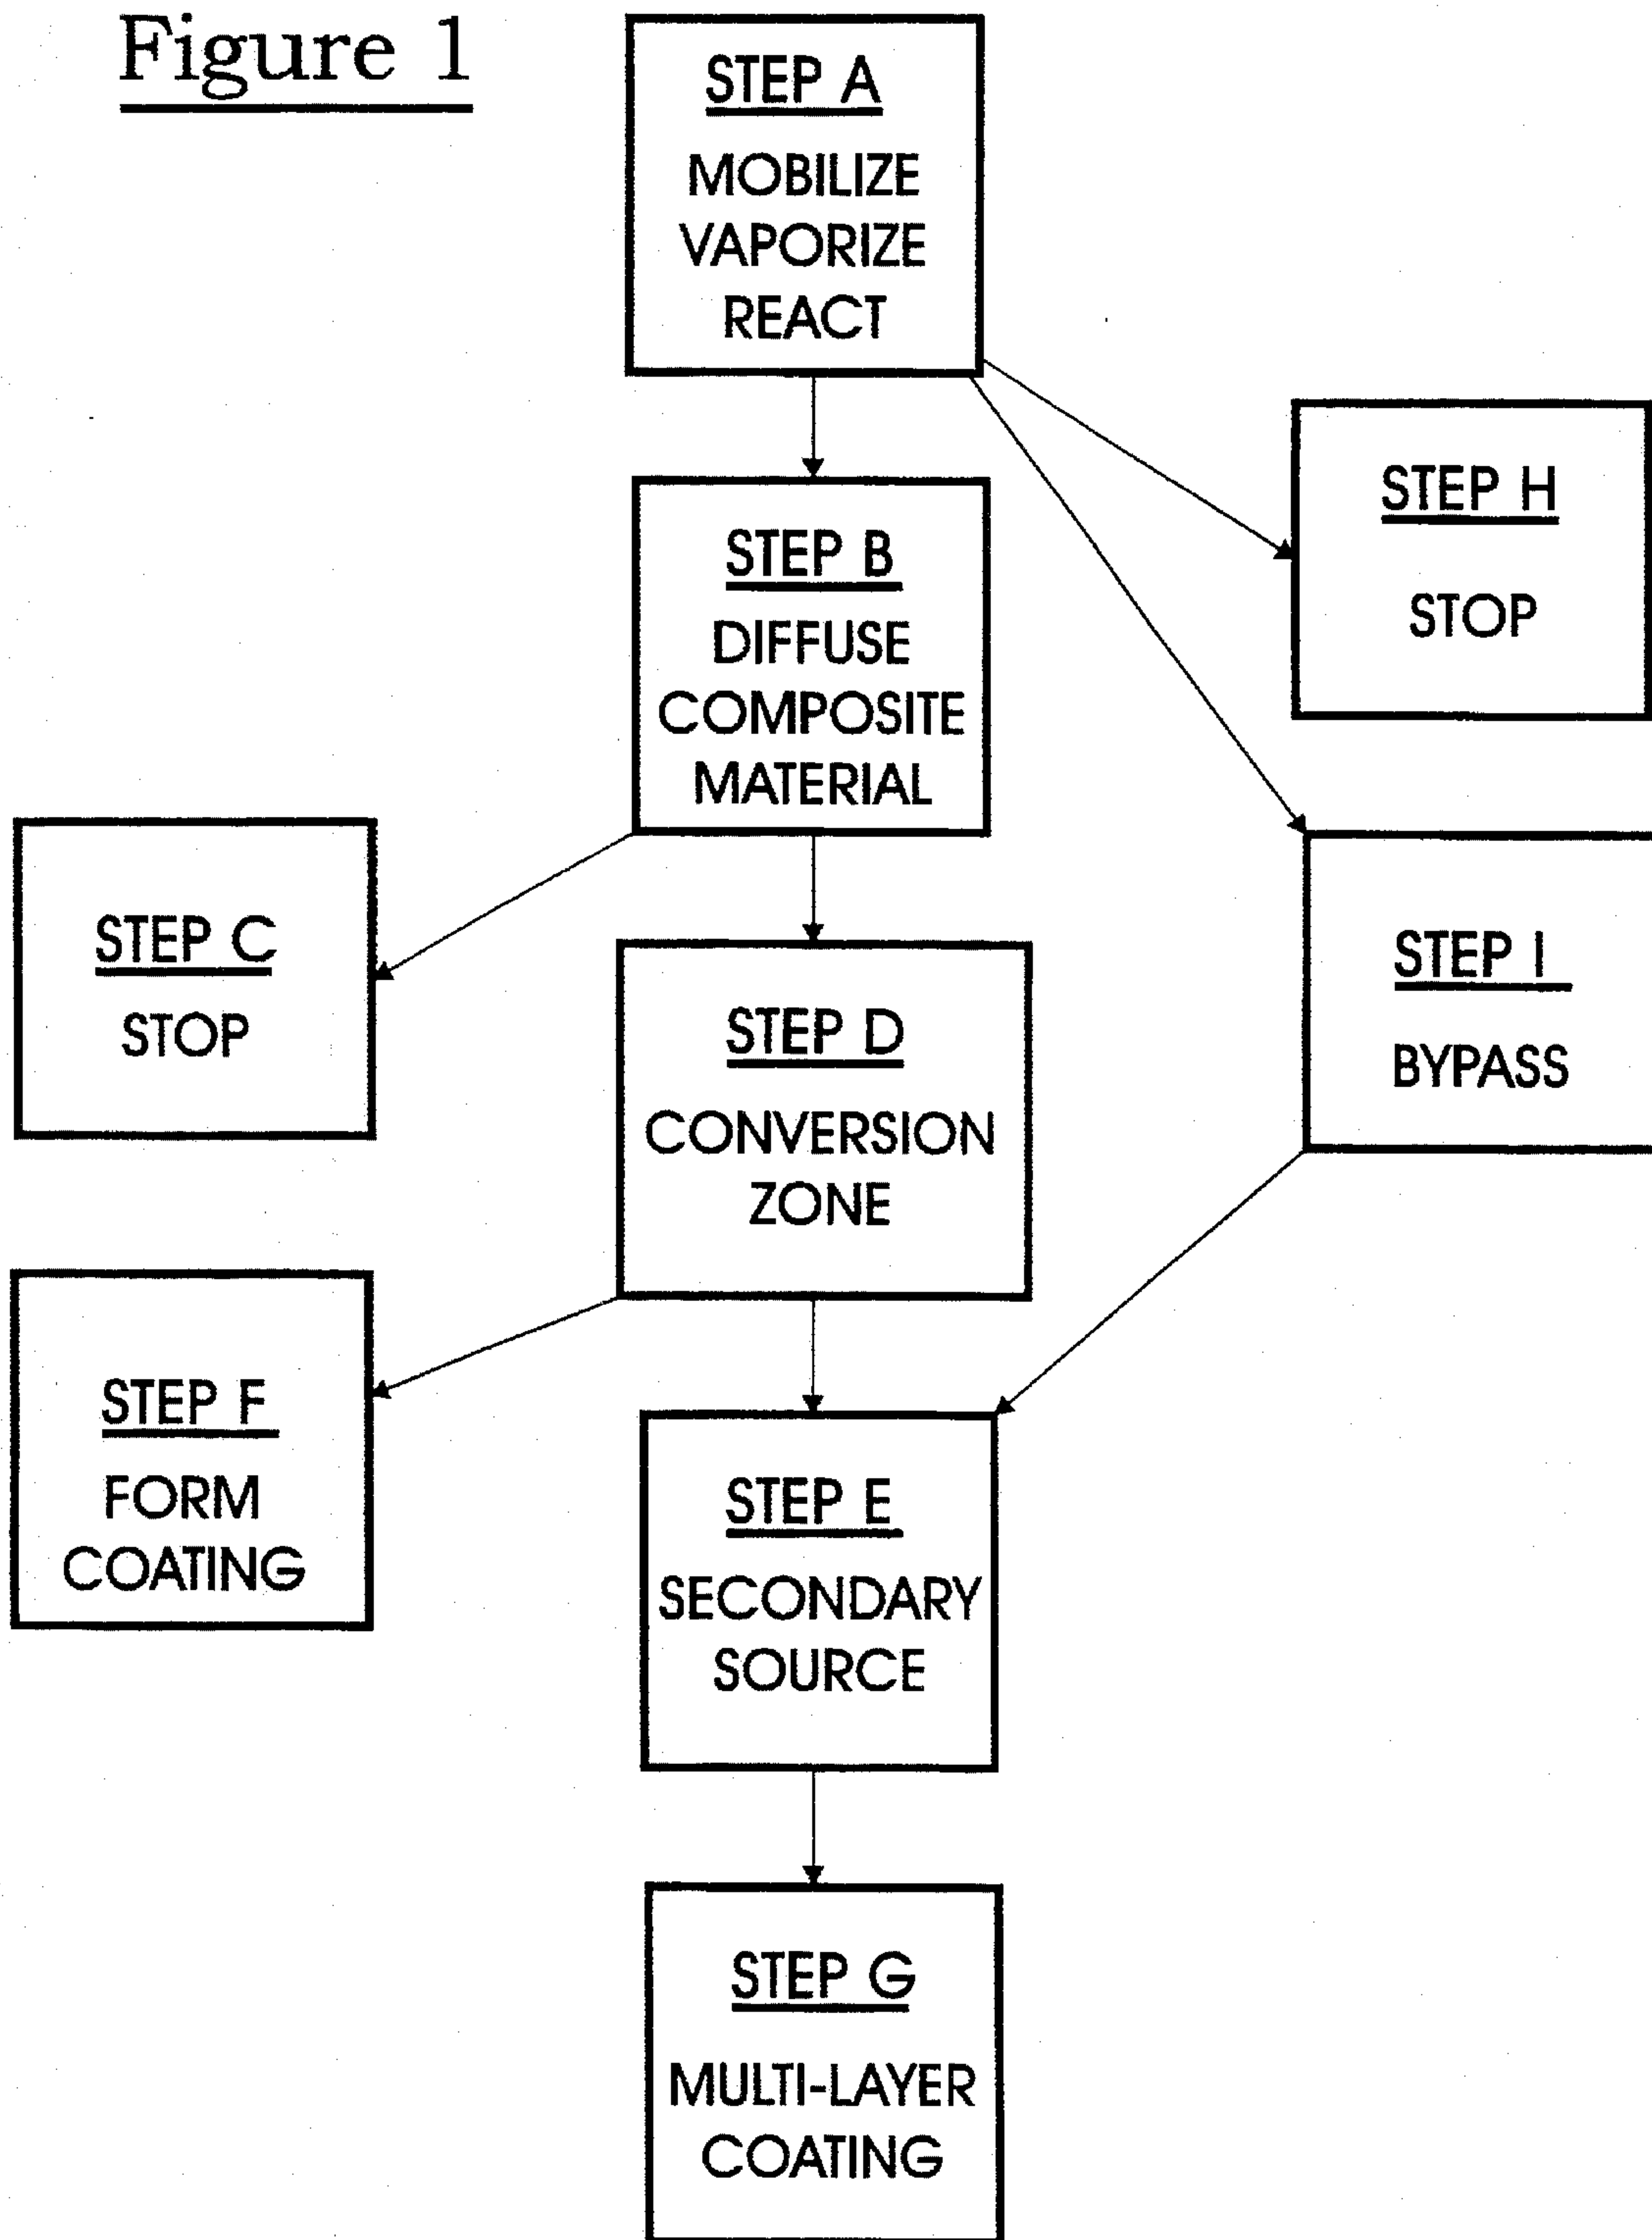 Figure 1
STEP A
MOBILIZE
VAPORIZE
REACT
STEP H
STOP
STEP B
DIFFUSE
COMPOSITE
MATERIAL
STEP C
STOP
STEP D
CONVERSION
ZONE
STEP I
BYPASS
STEP F
FORM
COATING
STEP E
SECONDARY
SOURCE
STEP G
MULTI-LAYER
COATING